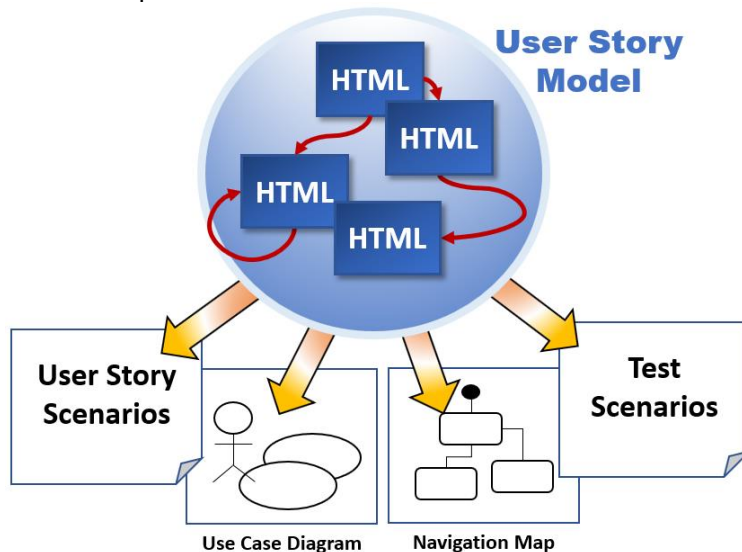 User Story
Model
HTML
HTML
HTML
HTML
User Story
Scenarios
Test
Scenarios
Use Case Diagram
Navigation Map